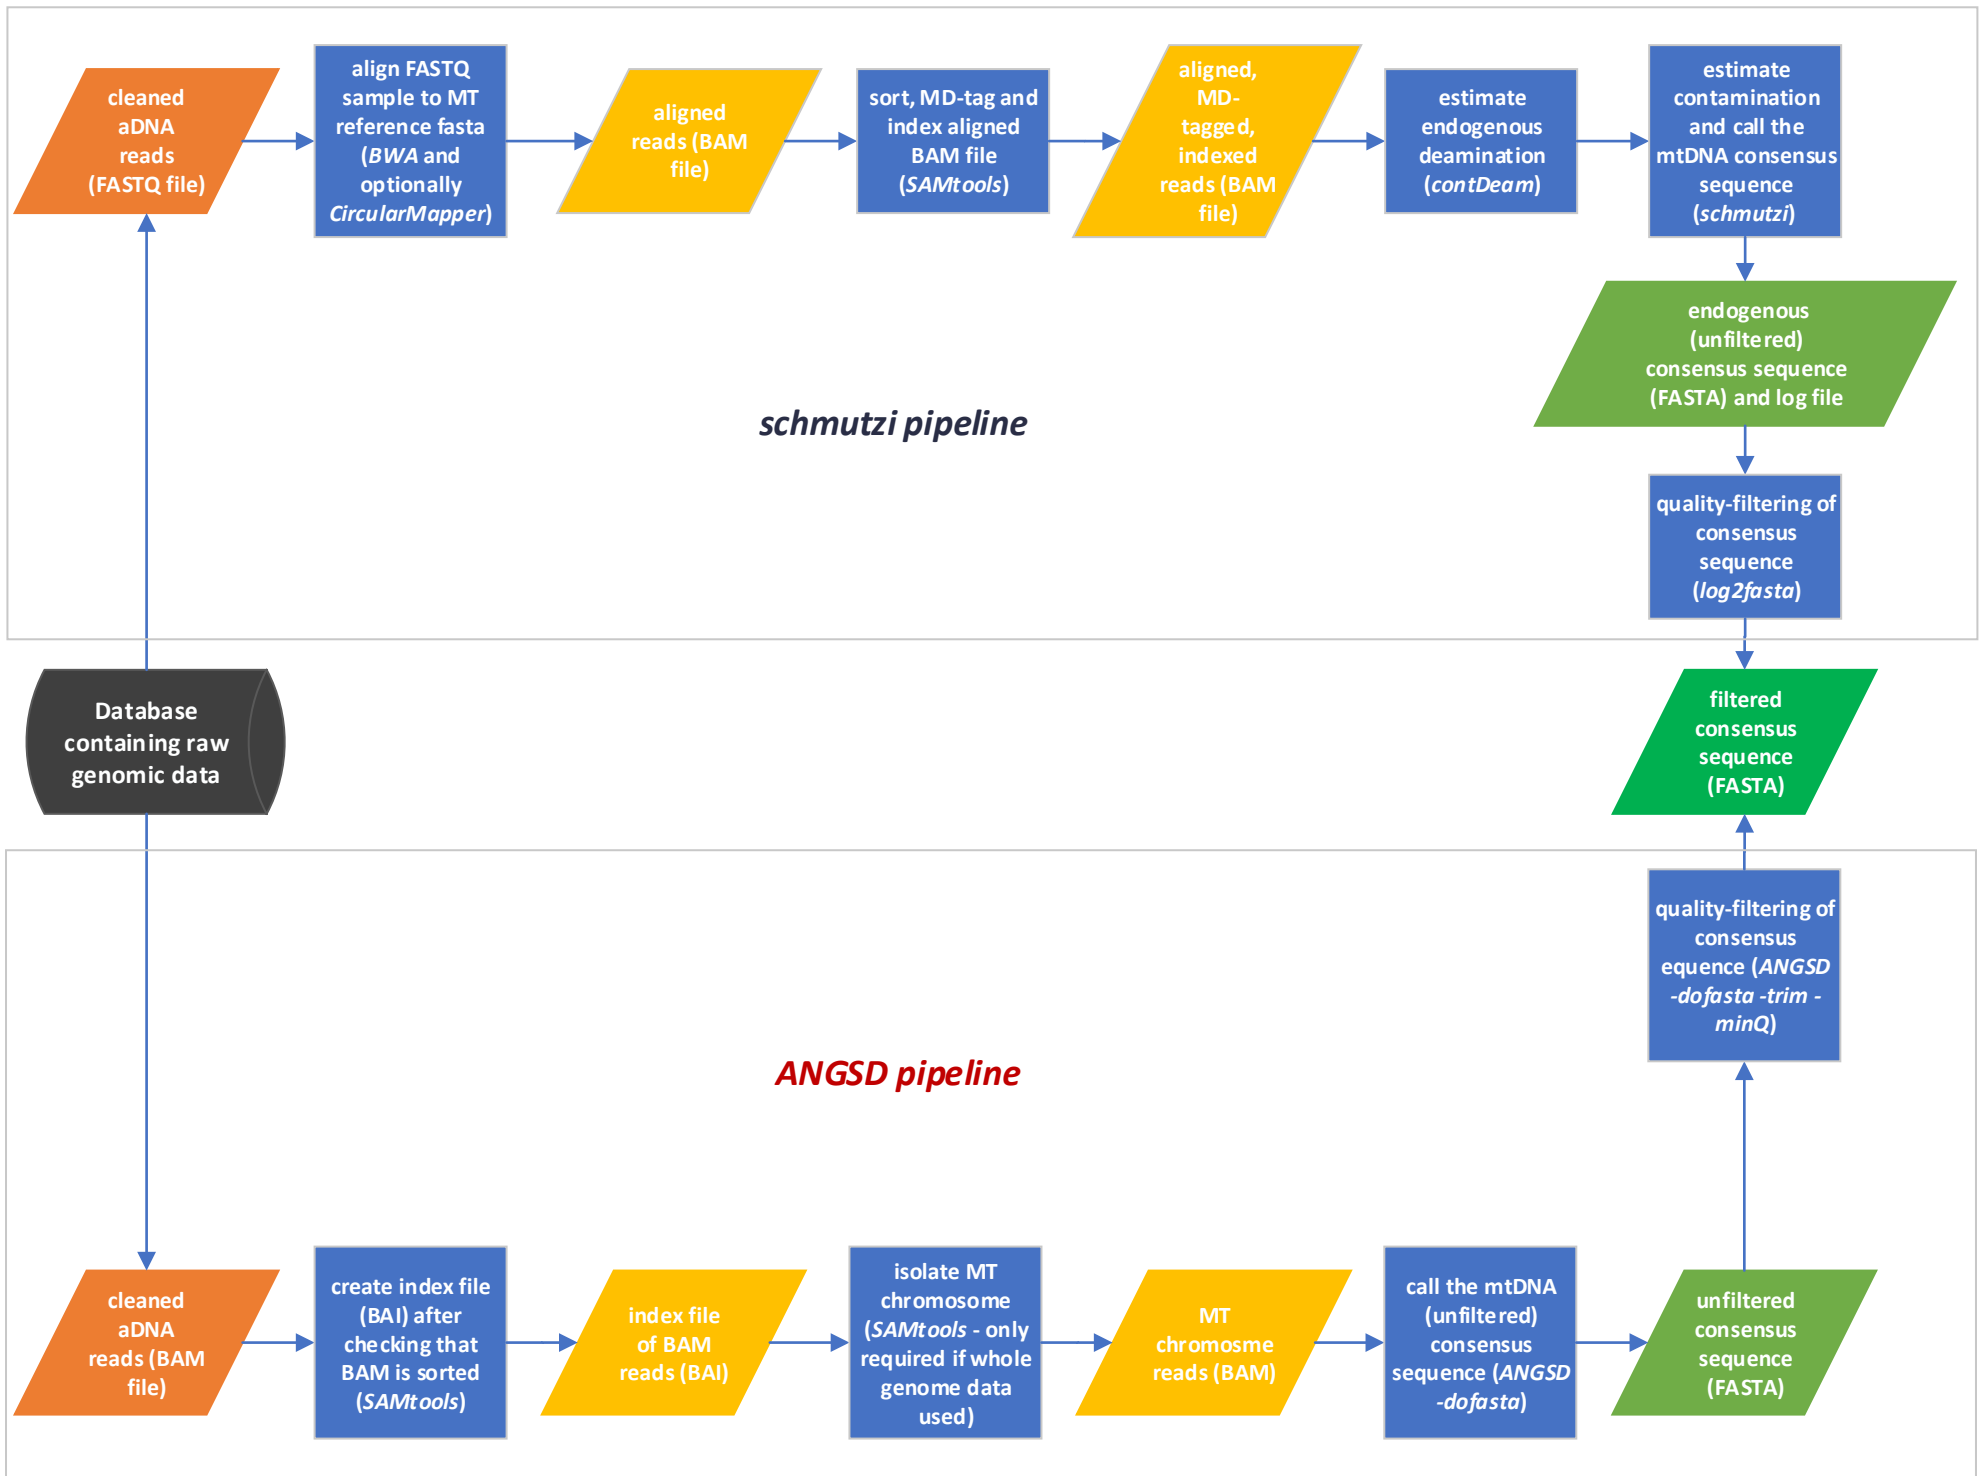 cleaned
aDNA
reads
(FASTQ file)
align FASTQ
sample to MT
reference fasta
(BWA and
optionally
CircularMapper)
aligned
reads (BAM
file)
sort, MD-tag and
index aligned
BAM file
(SAMtools)
aligned,
MD-
tagged,
indexed
reads (BAM
file)
estimate
endogenous
deamination
(contDeam)
estimate
contamination
and call the
mtDNA consensus
sequence
(schmutzi)
endogenous
(unfiltered)
consensus sequence
(FASTA) and log file
schmutzi pipeline
quality-filtering of
consensus
sequence
(log2fasta)
Database
containing raw
genomic data
filtered
consensus
sequence
(FASTA)
quality-filtering of
consensus
equence (ANGSD
-dofasta -trim -
minQ)
ANGSD pipeline
cleaned
aDNA
reads (BAM
file)
create index file
(BAI) after
checking that
BAM is sorted
(SAMtools)
index file
of BAM
reads (BAI)
isolate MT
chromosome
(SAMtools - only
required if whole
genome data
used)
MT
chromosme
reads (BAM)
call the mtDNA
(unfiltered)
consensus
sequence (ANGSD
-dofasta)
unfiltered
consensus
sequence
(FASTA)